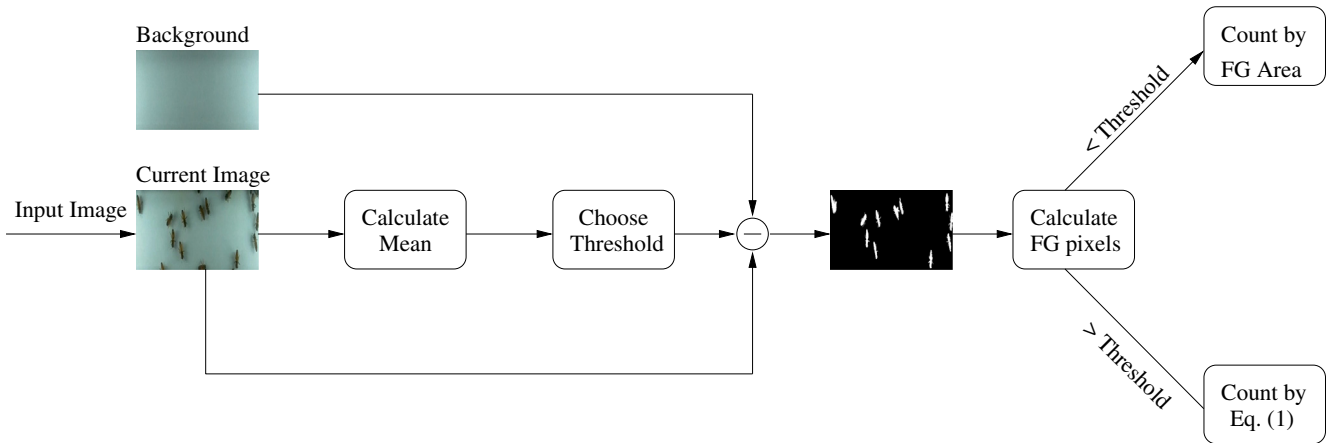 Background
Current Image
Input Image
Calculate
Mean
Choose
Threshold
—
Calculate
FG pixels
< Threshold
> Threshold
Count by
FG Area
Count by
Eq. (1)